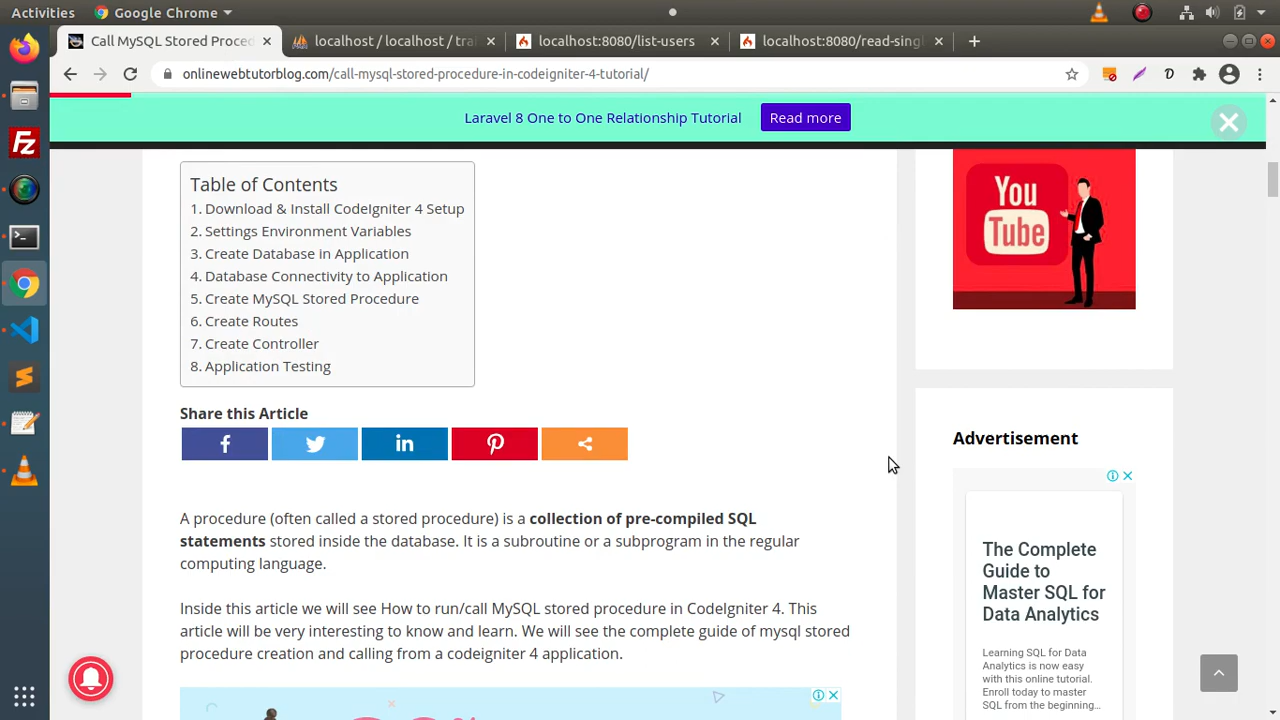 Activities
Google Chrome
Call MySQL Stored Proced
localhost / localhost / tra
localhost:8080/list-users
localhost:8080/read-singl
onlinewebtutorblog.com/call-mysql-stored-procedure-in-codeigniter-4-tutorial/
Laravel 8 One to One Relationship Tutorial
Read more
Table of Contents
1. Download & Install CodeIgniter 4 Setup
2. Settings Environment Variables
3. Create Database in Application
4. Database Connectivity to Application
5. Create MySQL Stored Procedure
6. Create Routes
7. Create Controller
8. Application Testing
Share this Article
A procedure (often called a stored procedure) is a collection of pre-compiled SQL
statements stored inside the database. It is a subroutine or a subprogram in the regular
computing language.
Inside this article we will see How to run/call MySQL stored procedure in CodeIgniter 4. This
article will be very interesting to know and learn. We will see the complete guide of mysql stored
procedure creation and calling from a codeigniter 4 application.
You
Tube
Advertisement
The Complete
Guide to
Master SQL for
Data Analytics
Learning SQL for Data
Analytics is now easy
with this online tutorial.
Enroll today to master
SQL from the beginning...